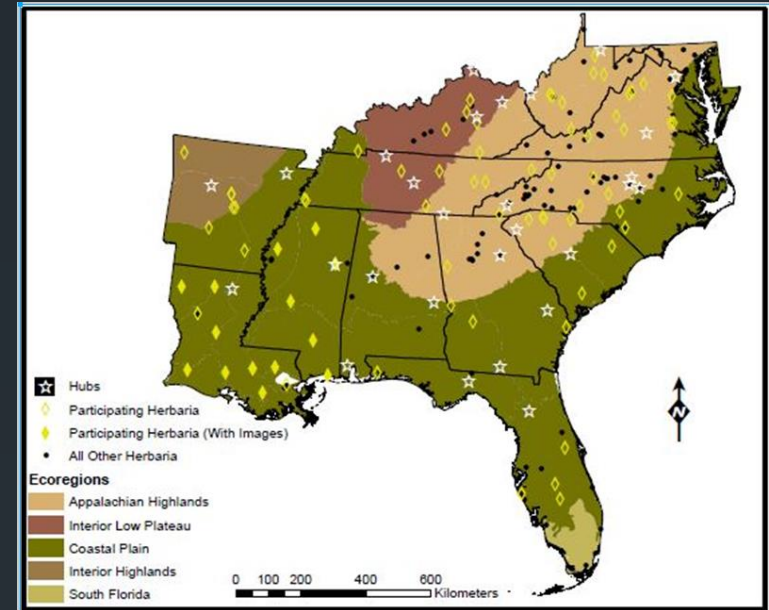 N
Hubs
Participating Herbaria
Participating Herbaria (With Images)
All Other Herbaria
Ecoregions
Appalachian Highlands
Interior Low Plateau
Coastal Plain
Interior Highlands
South Florida
0 100 200 400 600
Kilometers